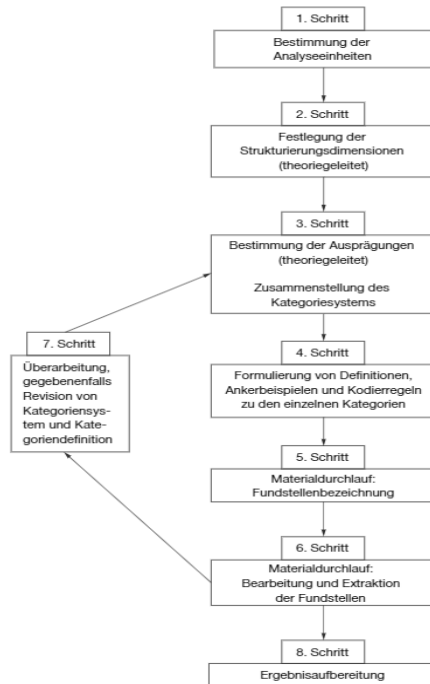 1. Schritt
Bestimmung der
Analyseeinheiten
2. Schritt
Festlegung der
Strukturierungsdimensionen
(theoriegeleitet)
3. Schritt
Bestimmung der Ausprägungen
(theoriegeleitet)
Zusammenstellung des
Kategoriesystems
4. Schritt
Formulierung von Definitionen,
Ankerbeispielen und Kodierregeln
zu den einzelnen Kategorien
5. Schritt
Materialdurchlauf:
Fundstellenbezeichnung
6. Schritt
Materialdurchlauf:
Bearbeitung und Extraktion
der Fundstellen
7. Schritt
Überarbeitung,
gegebenenfalls
Revision von
Kategoriensys-
tem und Kate-
goriendefinition
8. Schritt
Ergebnisaufbereitung